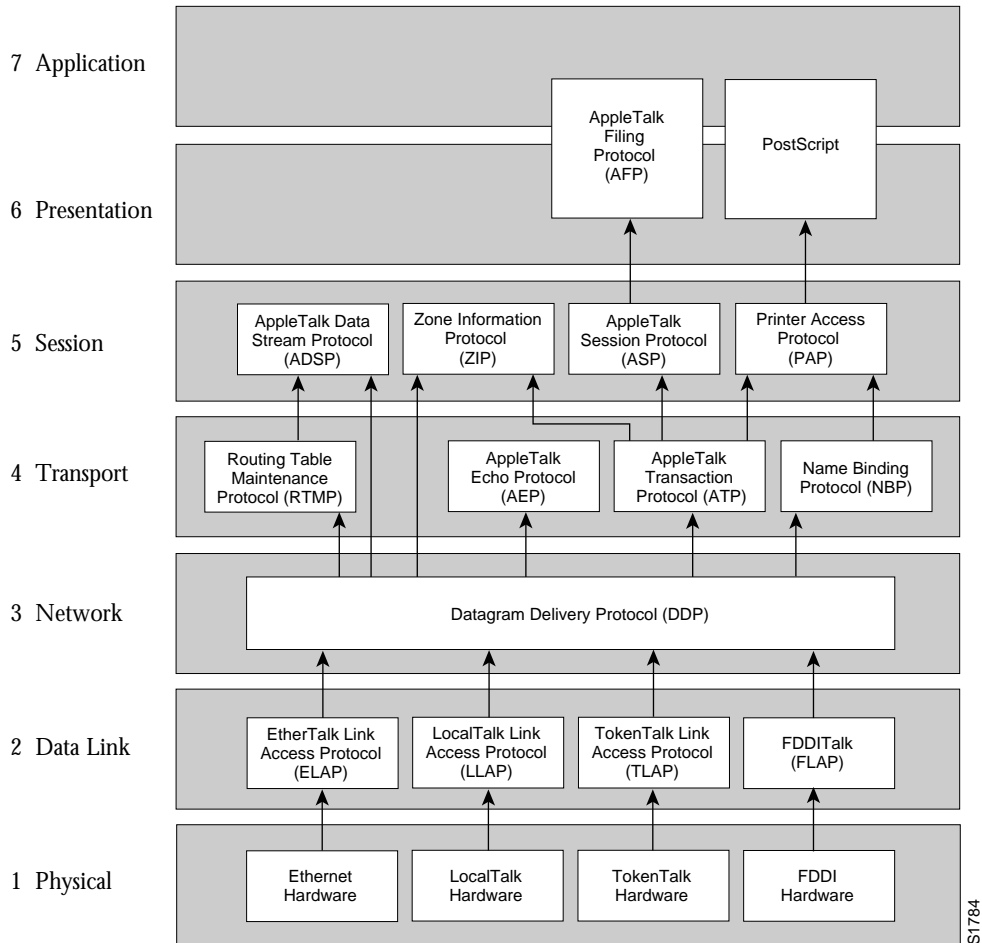 7 Application
AppleTalk
Filing
Protocol
(AFP)
PostScript
6 Presentation
5 Session
AppleTalk Data
Stream Protocol
(ADSP)
Zone Information
Protocol
(ZIP)
AppleTalk
Session Protocol
(ASP)
Printer Access
Protocol
(PAP)
4 Transport
Routing Table
Maintenance
Protocol (RTMP)
AppleTalk
Echo Protocol
(AEP)
AppleTalk
Transaction
Protocol (ATP)
Name Binding
Protocol (NBP)
3 Network
Datagram Delivery Protocol (DDP)
2 Data Link
EtherTalk Link
Access Protocol
(ELAP)
LocalTalk Link
Access Protocol
(LLAP)
TokenTalk Link
Access Protocol
(TLAP)
FDDITalk
(FLAP)
1 Physical
Ethernet
Hardware
LocalTalk
Hardware
TokenTalk
Hardware
FDDI
Hardware
S1784